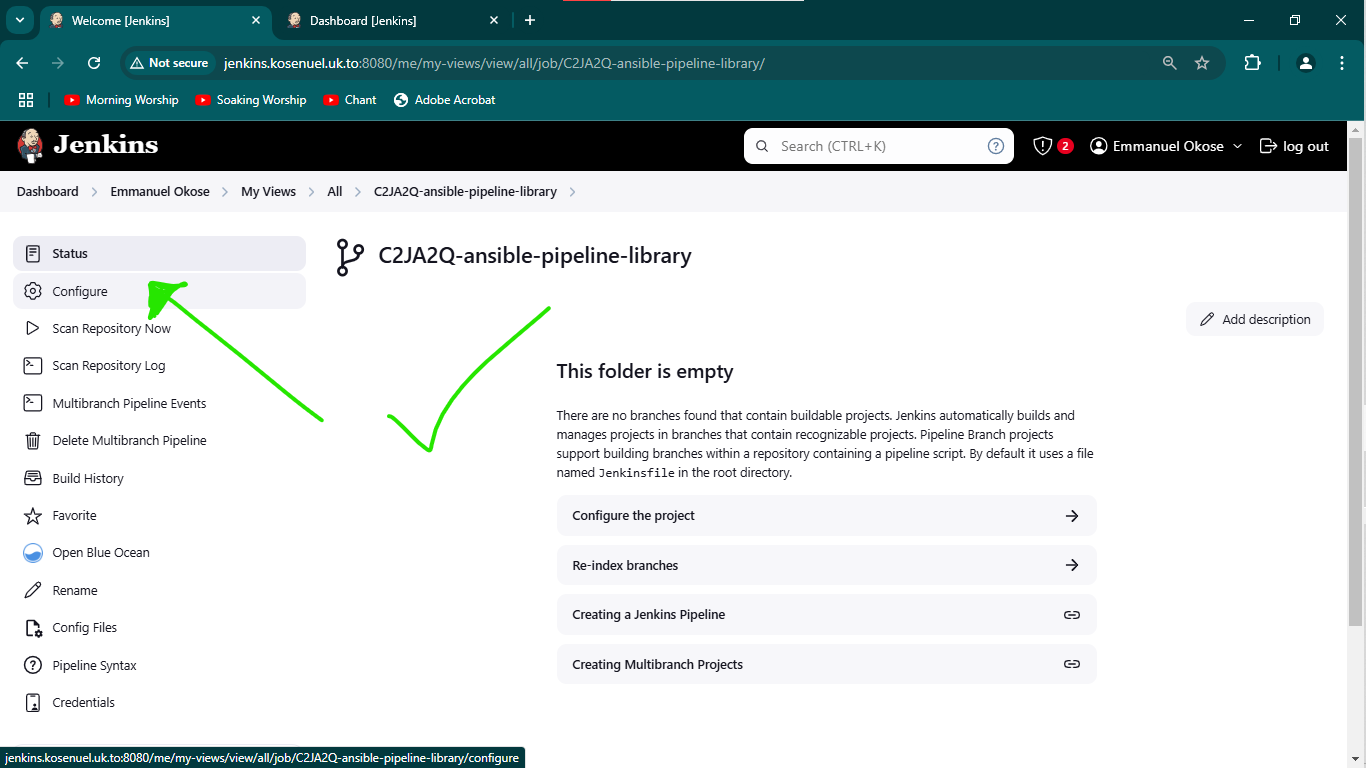 Welcome [Jenkins]
Dashboard [Jenkins]
Not secure
jenkins.kosenuel.uk.to:8080/me/my-views/view/all/job/C2JA2Q-ansible-pipeline-library/
Morning Worship
Soaking Worship
Chant
Adobe Acrobat
Jenkins
Search (CTRL+K)
?
2
Emmanuel Okose
log out
Dashboard
Emmanuel Okose
My Views
All
C2JA2Q-ansible-pipeline-library
Status
Configure
Scan Repository Now
Scan Repository Log
Multibranch Pipeline Events
Delete Multibranch Pipeline
Build History
Favorite
Open Blue Ocean
Rename
Config Files
Pipeline Syntax
Credentials
C2JA2Q-ansible-pipeline-library
Add description
This folder is empty
There are no branches found that contain buildable projects. Jenkins automatically builds and
manages projects in branches that contain recognizable projects. Pipeline Branch projects
support building branches within a repository containing a pipeline script. By default it uses a file
named Jenkinsfile in the root directory.
Configure the project
Re-index branches
Creating a Jenkins Pipeline
Creating Multibranch Projects
jenkins.kosenuel.uk.to:8080/me/my-views/view/all/job/C2JA2Q-ansible-pipeline-library/configure